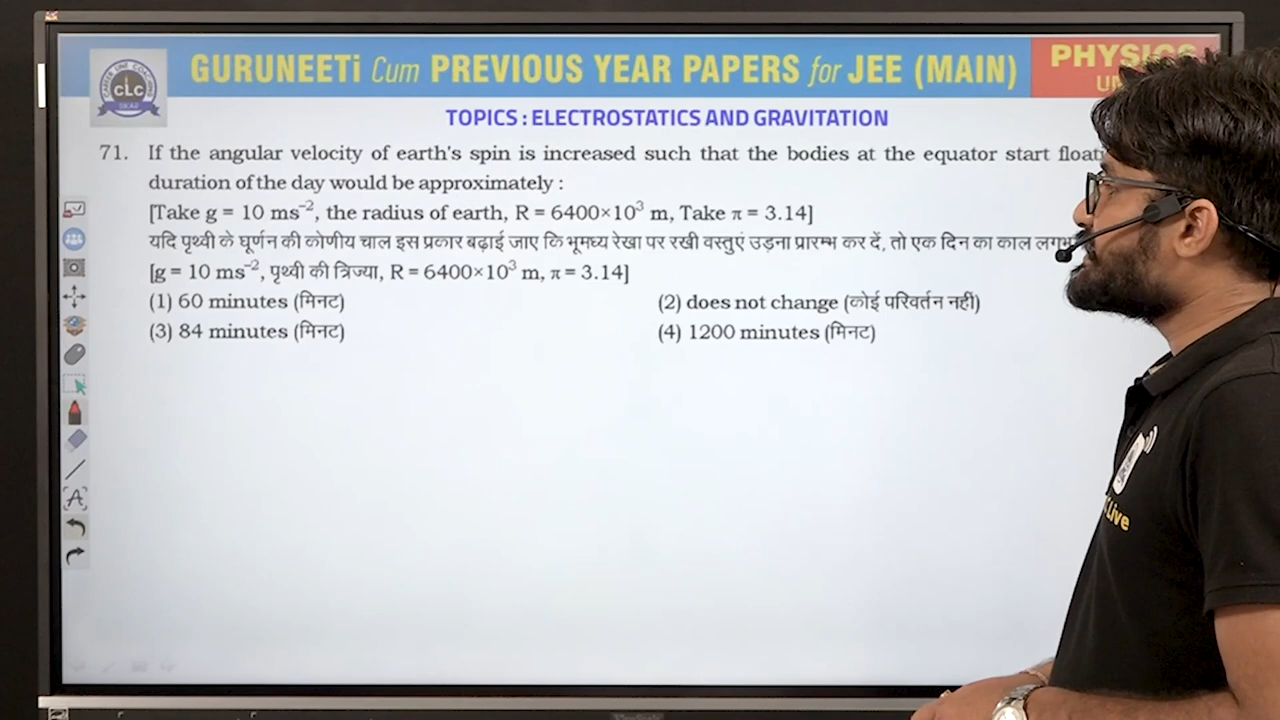 GURUNEETi Cum PREVIOUS YEAR PAPERS for JEE (MAIN)
PHYSICS
CLC
SIKAR
TOPICS : ELECTROSTATICS AND GRAVITATION
71. If the angular velocity of earth's spin is increased such that the bodies at the equator start
duration of the day would be approximately :
[Take g = 10 ms⁻², the radius of earth, R = 6400×10³ m, Take π = 3.14]
यदि पृथ्वी के घूर्णन की कोणीय चाल इस प्रकार बढ़ाई जाए कि भूमध्य रेखा पर रखी वस्तुएं उड़ना प्रारम्भ कर दें, तो एक दिन का काल
[g = 10 ms⁻², पृथ्वी की त्रिज्या, R = 6400×10³ m, π = 3.14]
(1) 60 minutes (मिनट) (2) does not change (कोई परिवर्तन नहीं)
(3) 84 minutes (मिनट) (4) 1200 minutes (मिनट)
Live